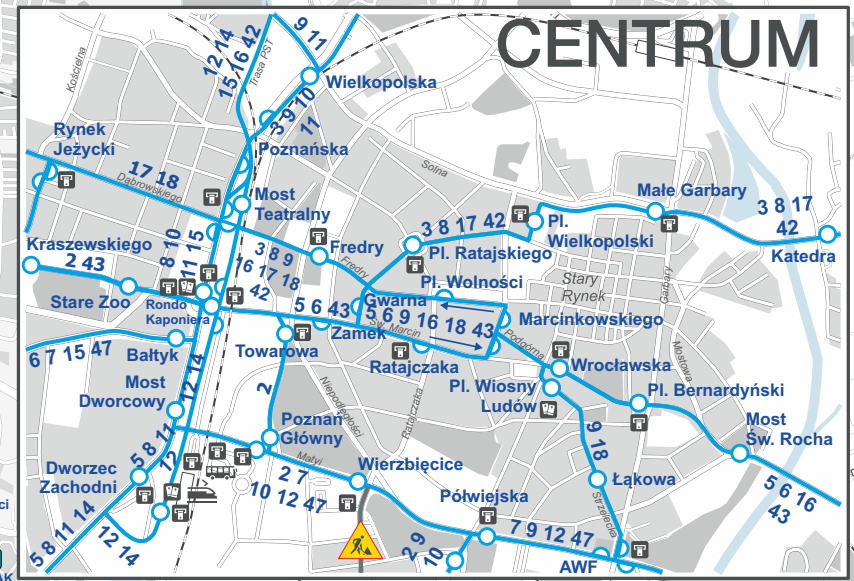 CENTRUM
9 11
12 14
15 16 42
Trasa PST
Kościelna
Wielkopolska
3 9 10
11
Rynek
Jeżycki
Poznańska
17 18
Dąbrowskiego
Solna
Most
Teatralny
Małe Garbary
3 8 17 42
3 8 17
42
Pl.
Wielkopolski
Katedra
Kraszewskiego
2 43
8 10
11 15
3 8 9
16 17 18
42
Fredry
Fredry
Pl. Ratajskiego
Pl. Wolności
Stary
Rynek
Garbary
Stare Zoo
Rondo
Kaponiera
5 6 43
Gwarna
5 6 9 16 18 43
Marcinkowskiego
Zamek
Św. Marcin
Podgórna
6 7 15 47
Bałtyk
Towarowa
Ratajczaka
Wrocławska
Mostowa
Most
Dworcowy
12 14
2
Niepodległości
Ratajczaka
Pl. Wiosny
Ludów
Pl. Bernardyński
Poznań
Główny
9 18
Most
Św. Rocha
5 8 11
12
Matyi
Dworzec
Zachodni
Wierzbięcice
Łąkowa
2 7
10 12 47
Półwiejska
Strzelecka
5 6 16
43
5 8 11 14
12 14
2 9
10
7 9 12 47
AWF
ci
AK